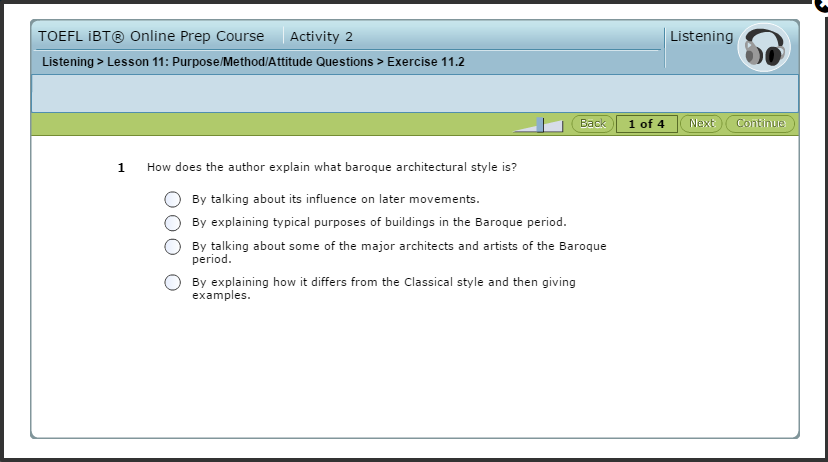 TOEFL iBT® Online Prep Course Activity 2 Listening
Listening > Lesson 11: Purpose/Method/Attitude Questions > Exercise 11.2
Back 1 of 4 Next Continue
1 How does the author explain what baroque architectural style is?
By talking about its influence on later movements.
By explaining typical purposes of buildings in the Baroque period.
By talking about some of the major architects and artists of the Baroque
period.
By explaining how it differs from the Classical style and then giving
examples.